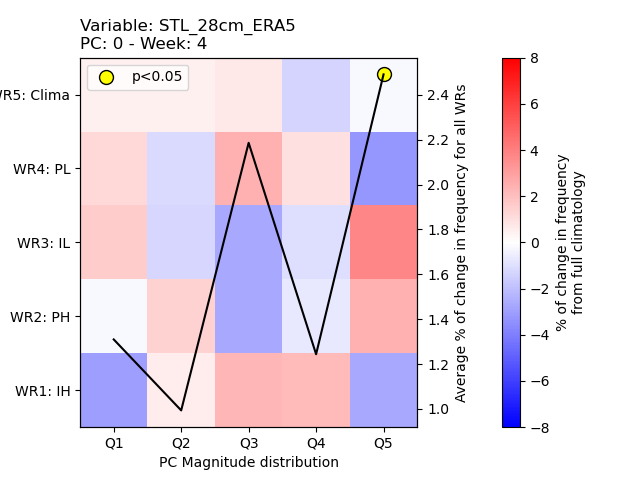 Variable: STL_28cm_ERA5
PC: 0 - Week: 4
p<0.05
WR5: Clima
WR4: PL
WR3: IL
WR2: PH
WR1: IH
Q1 Q2 Q3 Q4 Q5
PC Magnitude distribution
2.4
2.2
2.0
1.8
1.6
1.4
1.2
1.0
Average % of change in frequency for all WRs
8
6
4
2
0
−2
−4
−6
−8
% of change in frequency
from full climatology